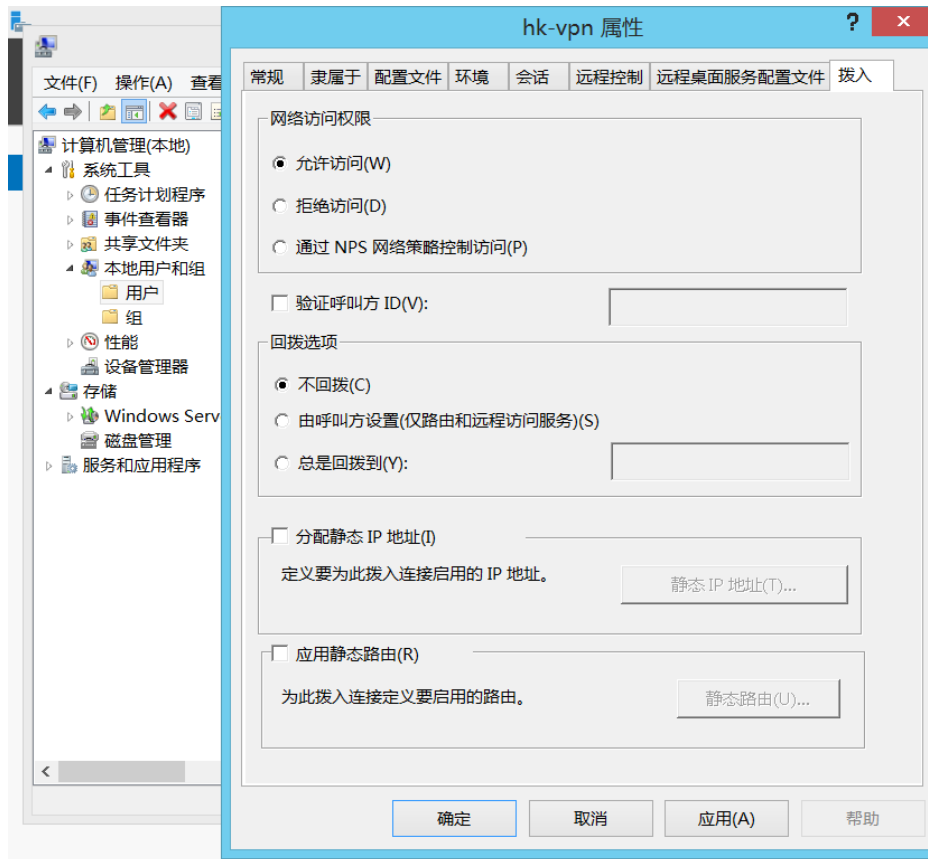 hk-vpn 属性
?
x
文件(F) 操作(A) 查看
计算机管理(本地)
系统工具
任务计划程序
事件查看器
共享文件夹
本地用户和组
用户
组
性能
设备管理器
存储
Windows Serv
磁盘管理
服务和应用程序
常规 隶属于 配置文件 环境 会话 远程控制 远程桌面服务配置文件 拨入
网络访问权限
允许访问(W)
拒绝访问(D)
通过 NPS 网络策略控制访问(P)
验证呼叫方 ID(V):
回拨选项
不回拨(C)
由呼叫方设置(仅路由和远程访问服务)(S)
总是回拨到(Y):
分配静态 IP 地址(I)
定义要为此拨入连接启用的 IP 地址。
静态 IP 地址(T)...
应用静态路由(R)
为此拨入连接定义要启用的路由。
静态路由(U)...
确定 取消 应用(A) 帮助